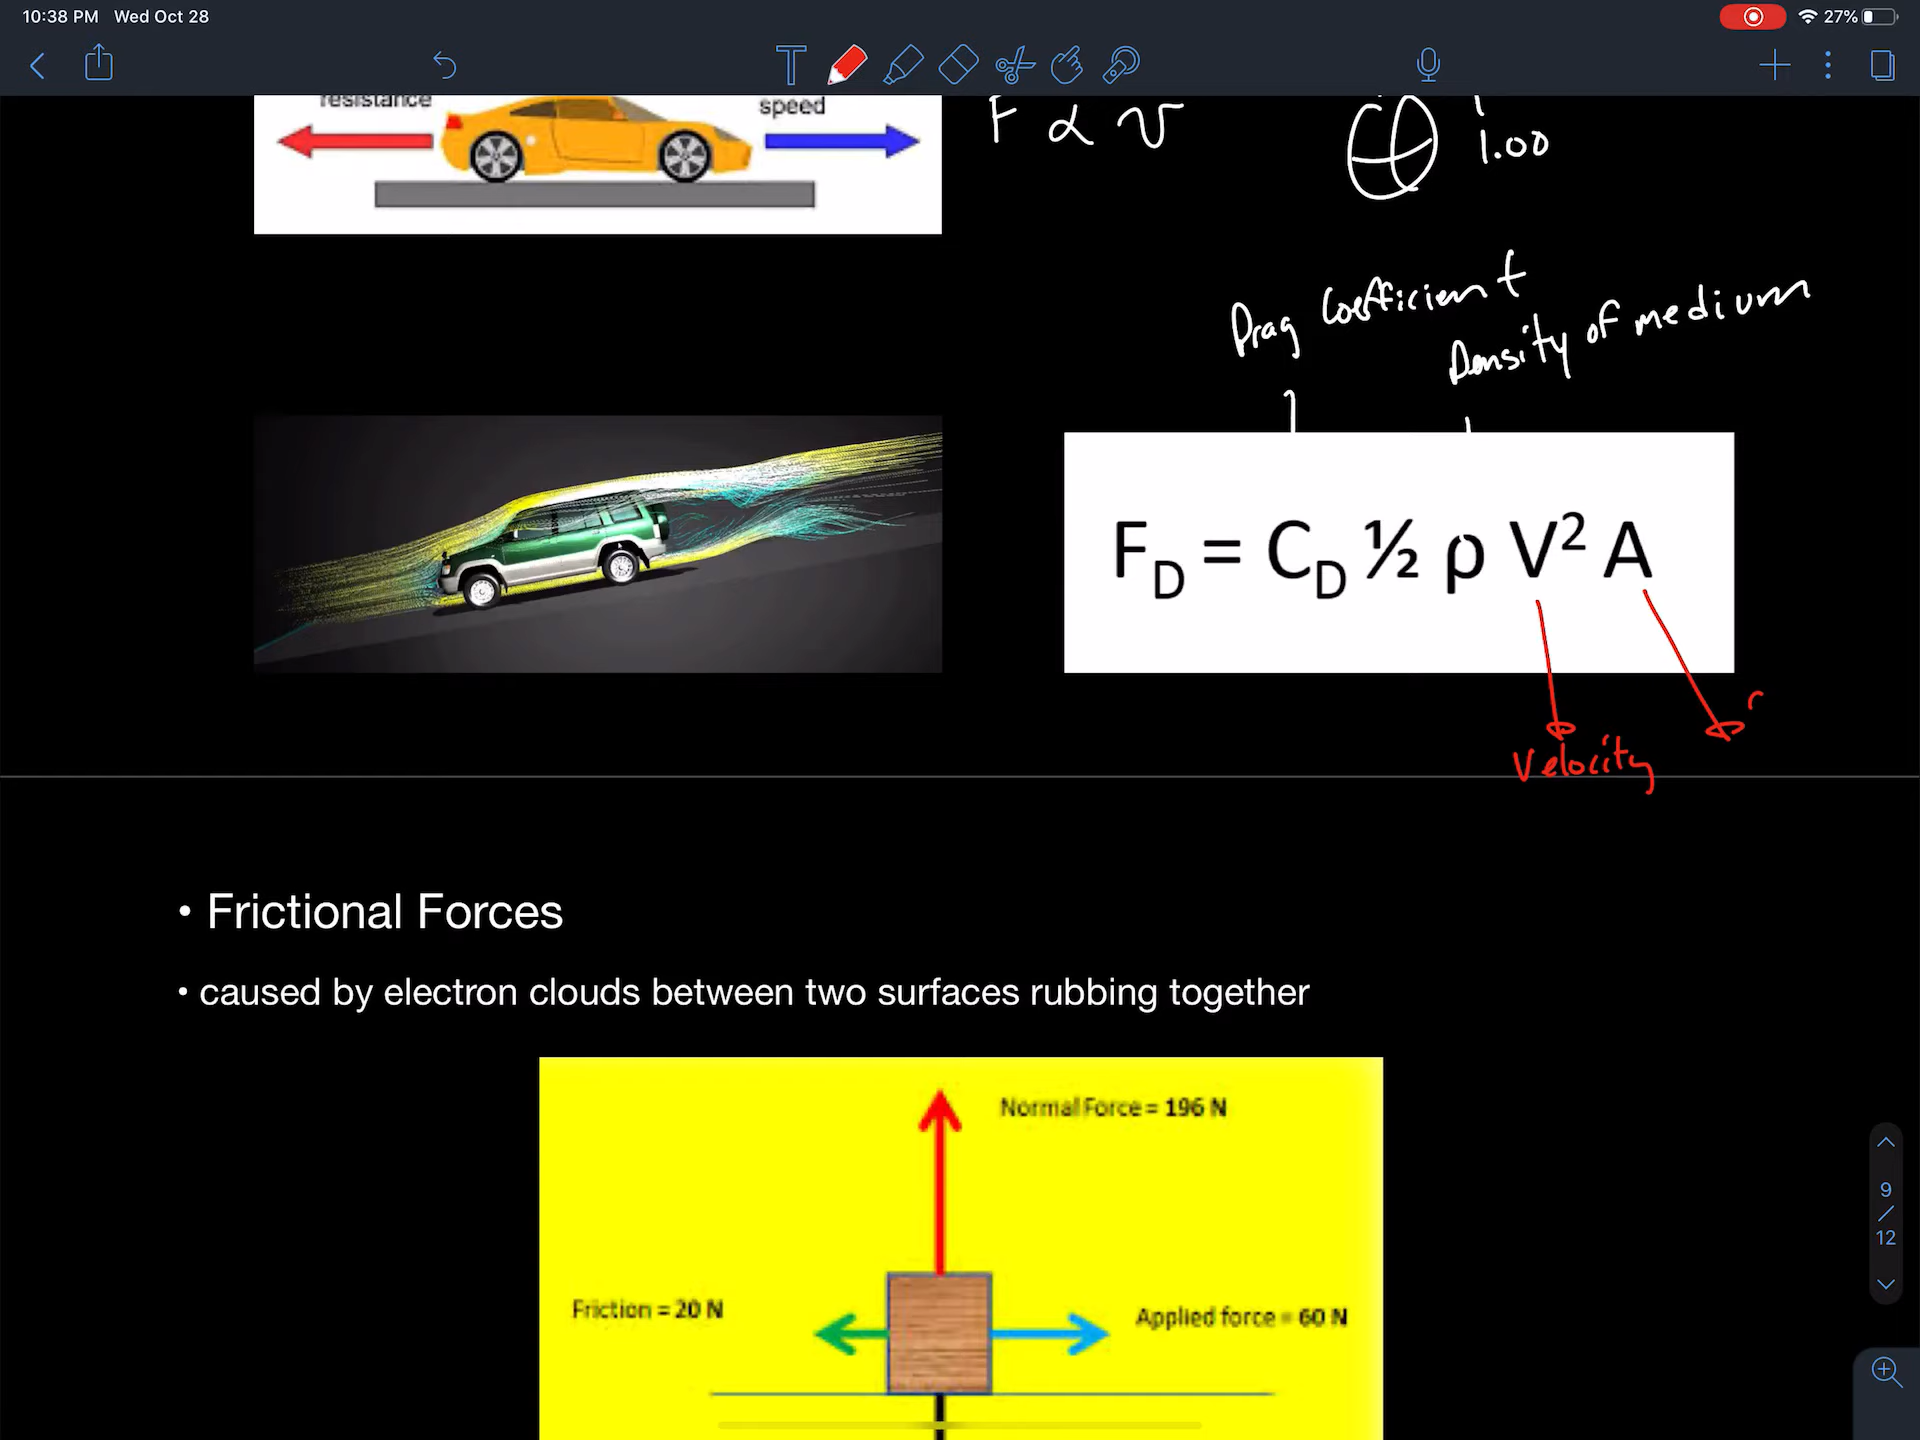 10:38 PM Wed Oct 28
27%
T
resistance
speed
F ∝ v
1.00
Drag Coefficient
Density of medium
F_D = C_D ½ ρ V² A
Velocity
• Frictional Forces
• caused by electron clouds between two surfaces rubbing together
Normal Force = 196 N
Friction = 20 N
Applied force = 60 N
9
/
12